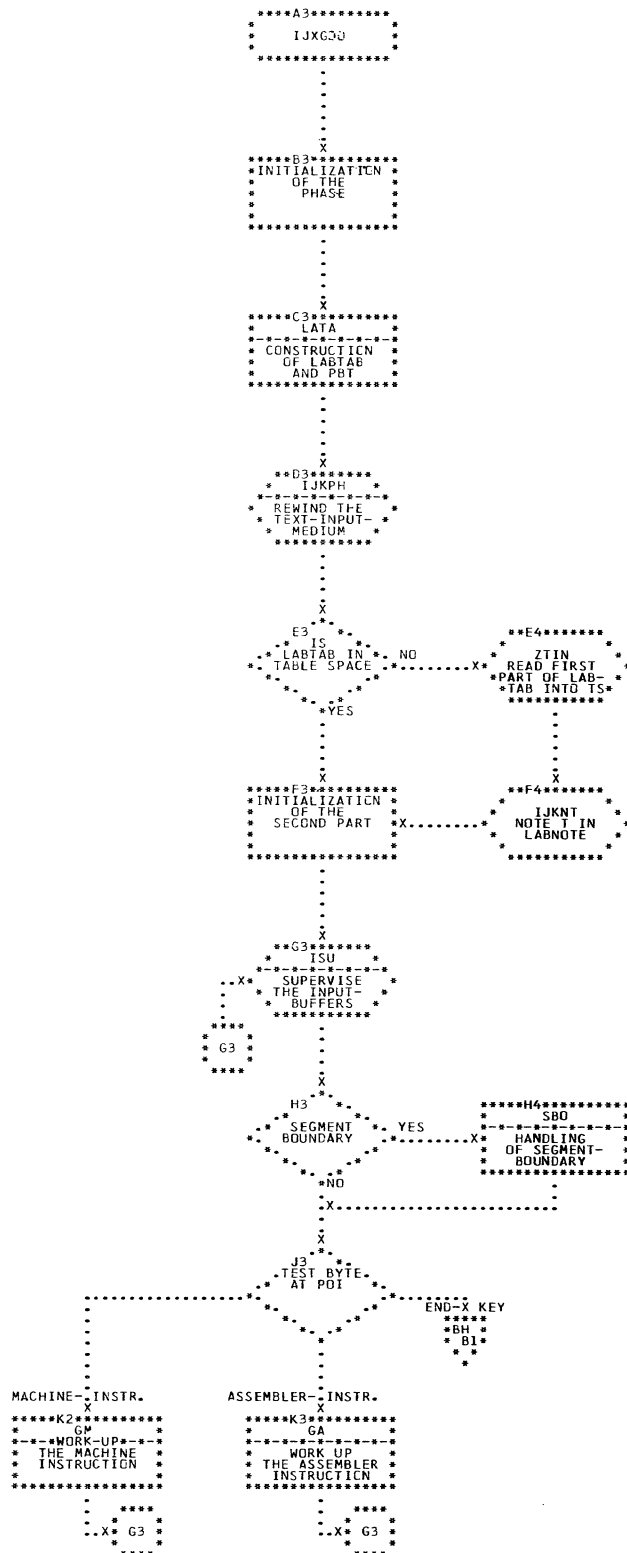 A3
B3
INITIALIZATION
OF THE
PHASE
C3
LATA
CONSTRUCTION
OF LABTAB
AND PBT
D3
IJKPH
REWIND THE
TEXT-INPUT-
MEDIUM
E3
IS
LABTAB IN
TABLE SPACE
NO
YES
E4
ZTIN
READ FIRST
PART OF LAB-
TAB INTO TS
F3
INITIALIZATION
OF THE
SECOND PART
F4
IJKNT
NOTE T IN
LABNOTE
G3
ISU
SUPERVISE
THE INPUT-
BUFFERS
G3
H3
SEGMENT
BOUNDARY
YES
NO
H4
SBO
HANDLING
OF SEGMENT-
BOUNDARY
J3
TEST BYTE
AT POI
END-X KEY
BH
B1
MACHINE-INSTR.
ASSEMBLER-INSTR.
K2
GM
WORK-UP
THE MACHINE
INSTRUCTION
K3
GA
WORK UP
THE ASSEMBLER
INSTRUCTION
G3
G3